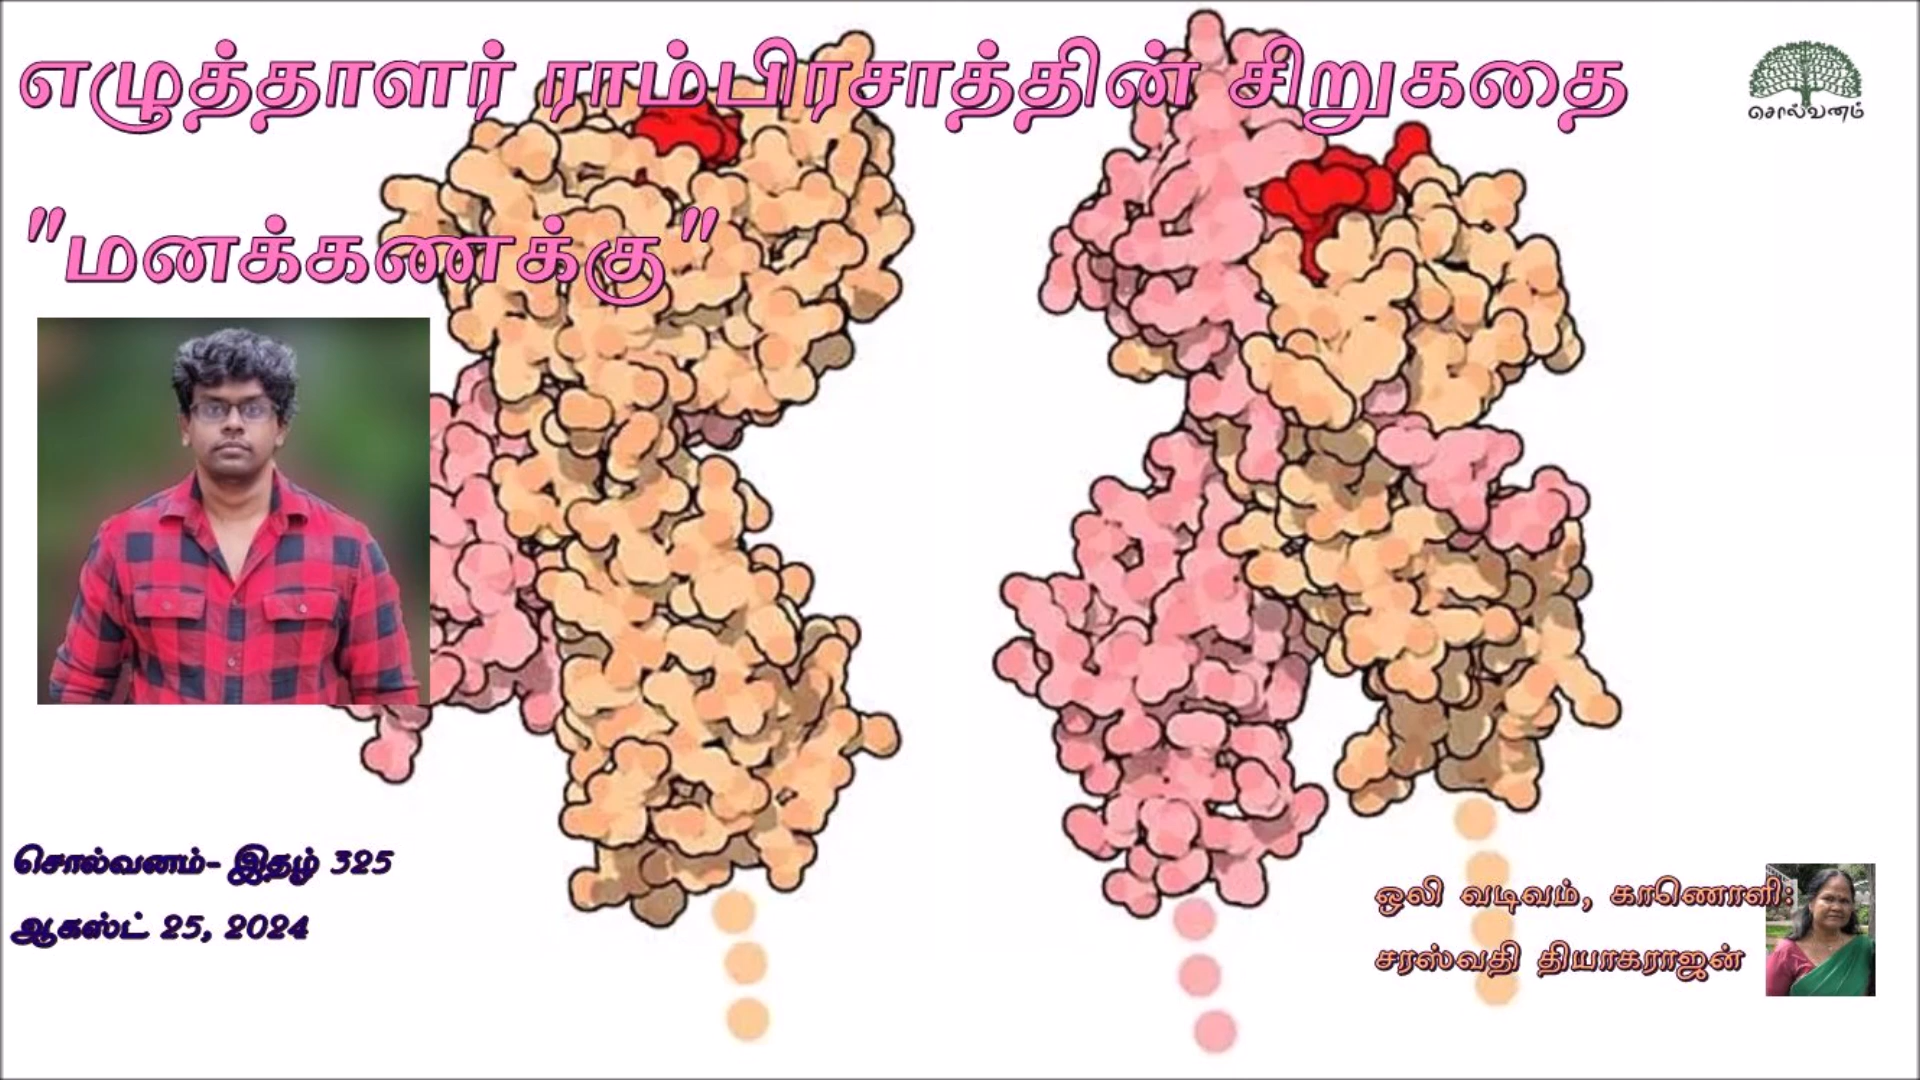 எழுத்தாளர் ராம்பிரசாத்தின் சிறுகதை
சொல்வனம்
"மனக்கணக்கு"
சொல்வனம்- இதழ் 325
ஆகஸ்ட் 25, 2024
ஒலி வடிவம், காணொளி:
சரஸ்வதி தியாகராஜன்